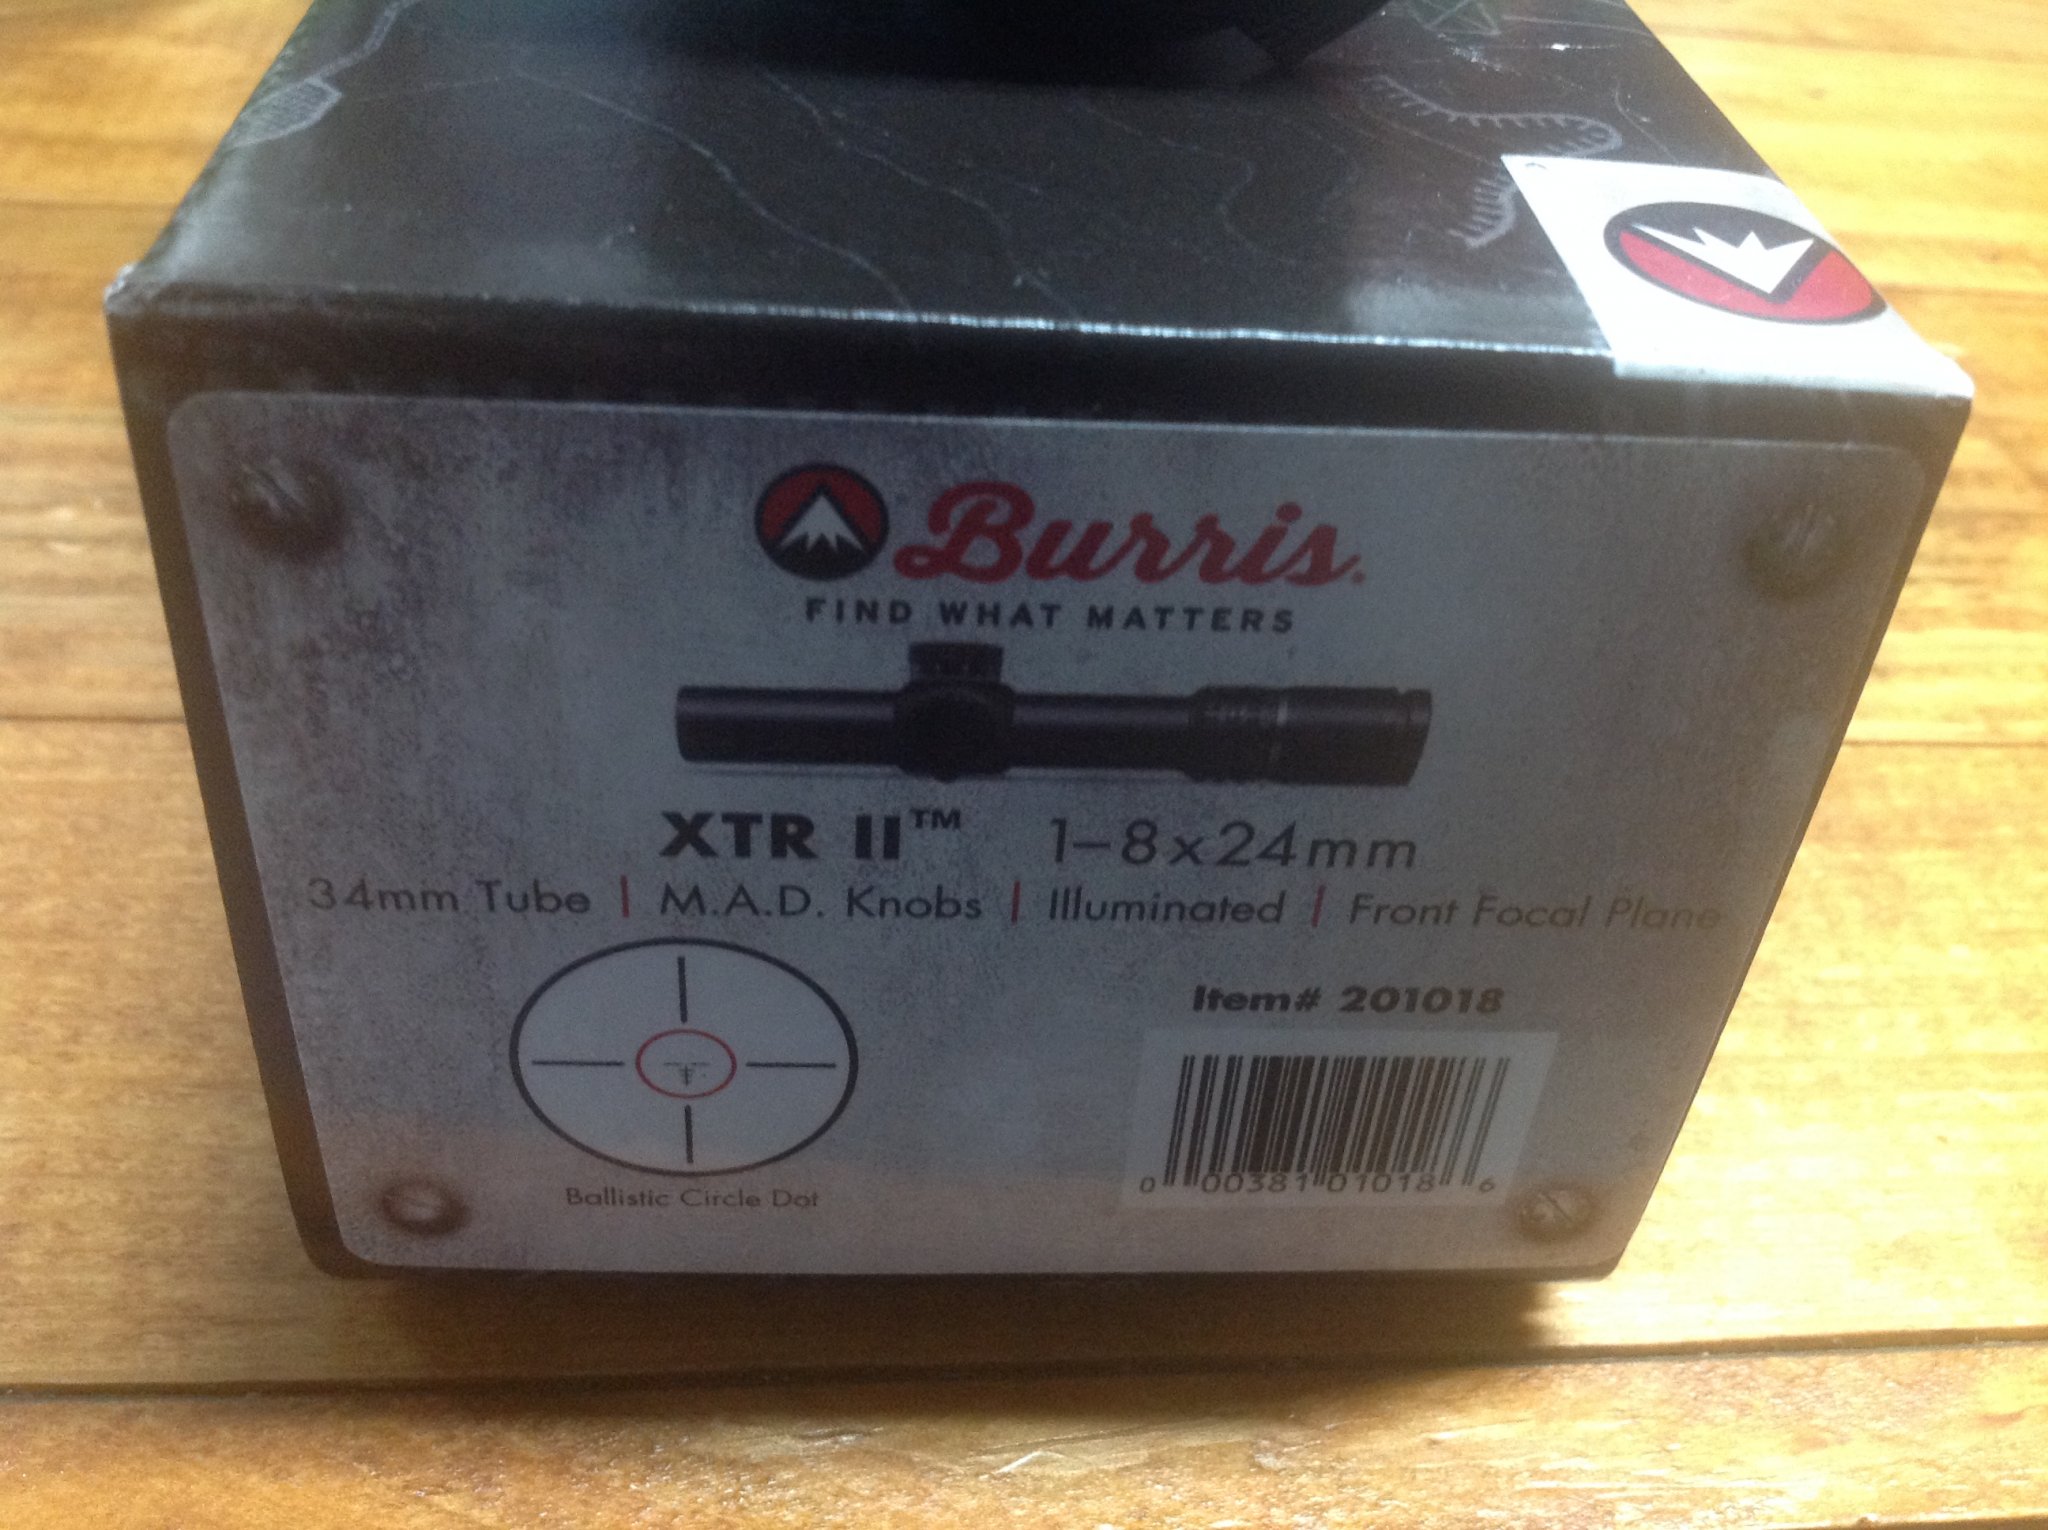 Burris.
FIND WHAT MATTERS
XTR II™ 1-8x24mm
34mm Tube | M.A.D. Knobs | Illuminated | Front Focal Plane
Item# 201018
0 00381 01018 6
Ballistic Circle Dot